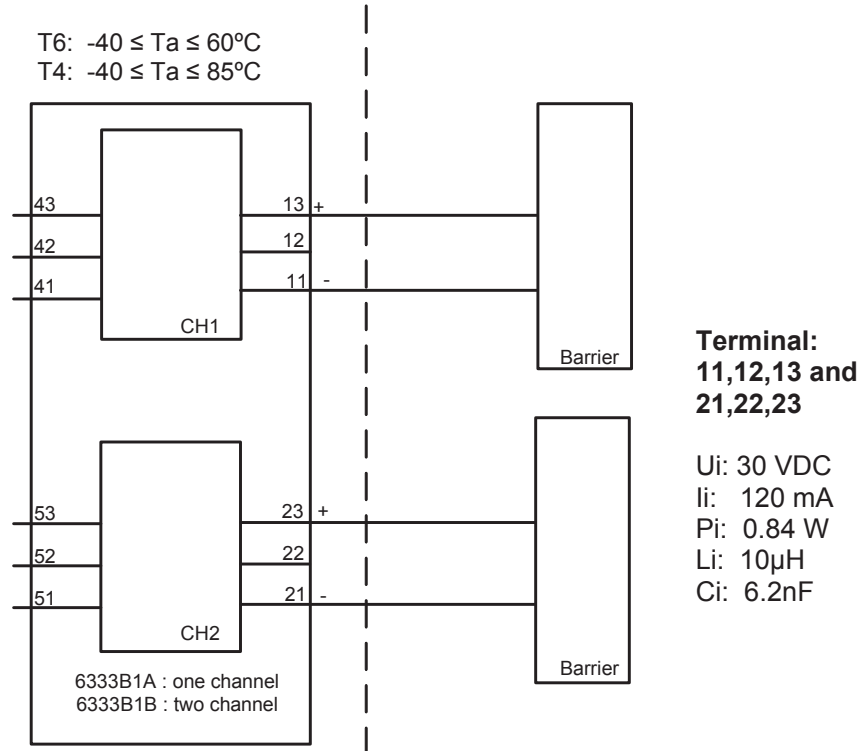 T6: -40 ≤ Ta ≤ 60ºC
T4: -40 ≤ Ta ≤ 85ºC
43
42
41
13 +
12
11 -
CH1
Barrier
53
52
51
23 +
22
21 -
CH2
Barrier
6333B1A : one channel
6333B1B : two channel
Terminal:
11,12,13 and
21,22,23
Ui: 30 VDC
Ii: 120 mA
Pi: 0.84 W
Li: 10µH
Ci: 6.2nF